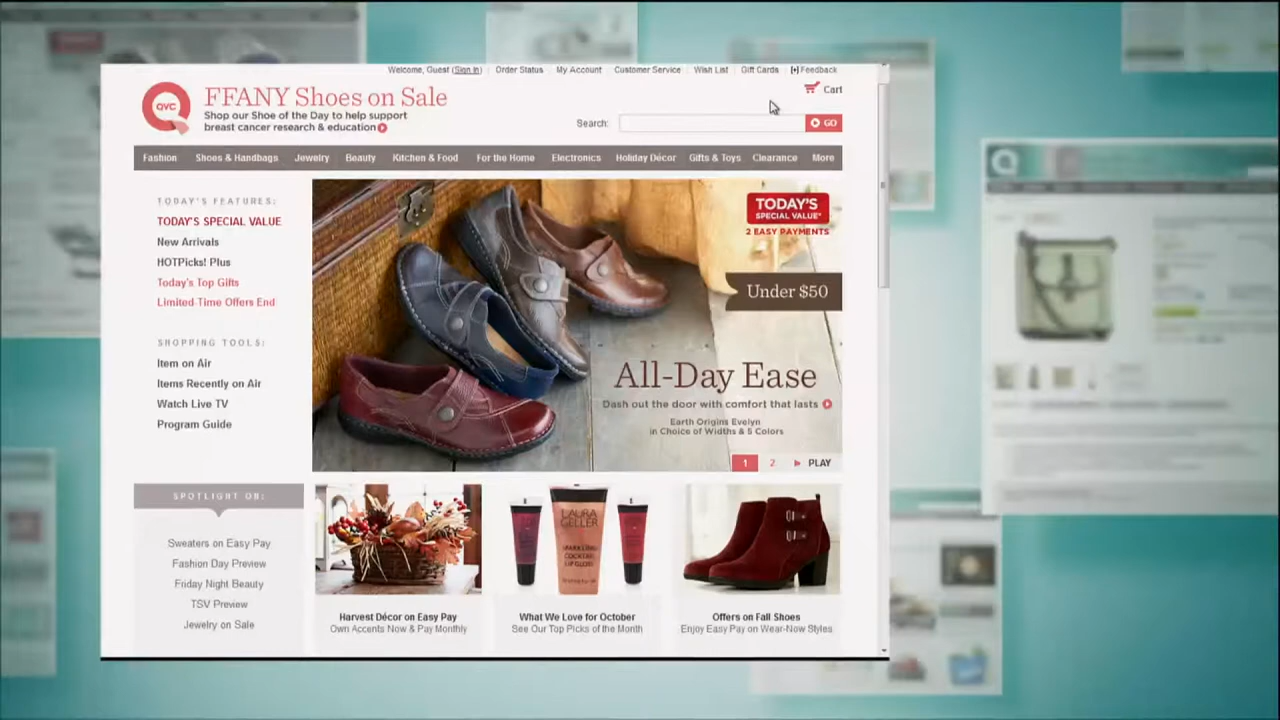 Welcome, Guest (Sign In) Order Status My Account Customer Service Wish List Gift Cards [+] Feedback
QVC
FFANY Shoes on Sale
Shop our Shoe of the Day to help support
breast cancer research & education
Cart
Search: GO
Fashion Shoes & Handbags Jewelry Beauty Kitchen & Food For the Home Electronics Holiday Décor Gifts & Toys Clearance More
TODAY'S FEATURES:
TODAY'S SPECIAL VALUE
New Arrivals
HOTPicks! Plus
Today's Top Gifts
Limited-Time Offers End
SHOPPING TOOLS:
Item on Air
Items Recently on Air
Watch Live TV
Program Guide
TODAY'S
SPECIAL VALUE®
2 EASY PAYMENTS
Under $50
All-Day Ease
Dash out the door with comfort that lasts
Earth Origins Evelyn
in Choice of Widths & 5 Colors
1 2 PLAY
SPOTLIGHT ON:
Sweaters on Easy Pay
Fashion Day Preview
Friday Night Beauty
TSV Preview
Jewelry on Sale
LAURA
GELLER
Harvest Décor on Easy Pay
Own Accents Now & Pay Monthly
What We Love for October
See Our Top Picks of the Month
Offers on Fall Shoes
Enjoy Easy Pay on Wear-Now Styles